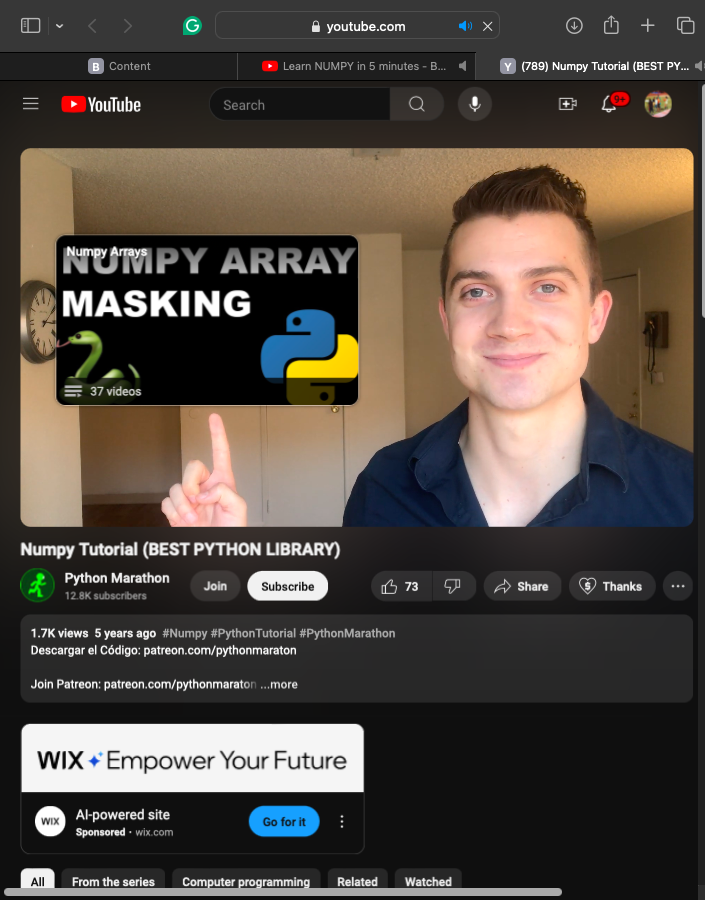 youtube.com
B Content
Learn NUMPY in 5 minutes - B...
Y (789) Numpy Tutorial (BEST PY...
YouTube
Search
9+
Numpy Arrays
NUMPY ARRAY
MASKING
37 videos
Numpy Tutorial (BEST PYTHON LIBRARY)
Python Marathon
12.8K subscribers
Join
Subscribe
73
Share
Thanks
1.7K views 5 years ago #Numpy #PythonTutorial #PythonMarathon
Descargar el Código: patreon.com/pythonmaraton
Join Patreon: patreon.com/pythonmaraton ...more
WIX Empower Your Future
WIX
AI-powered site
Sponsored · wix.com
Go for it
All
From the series
Computer programming
Related
Watched